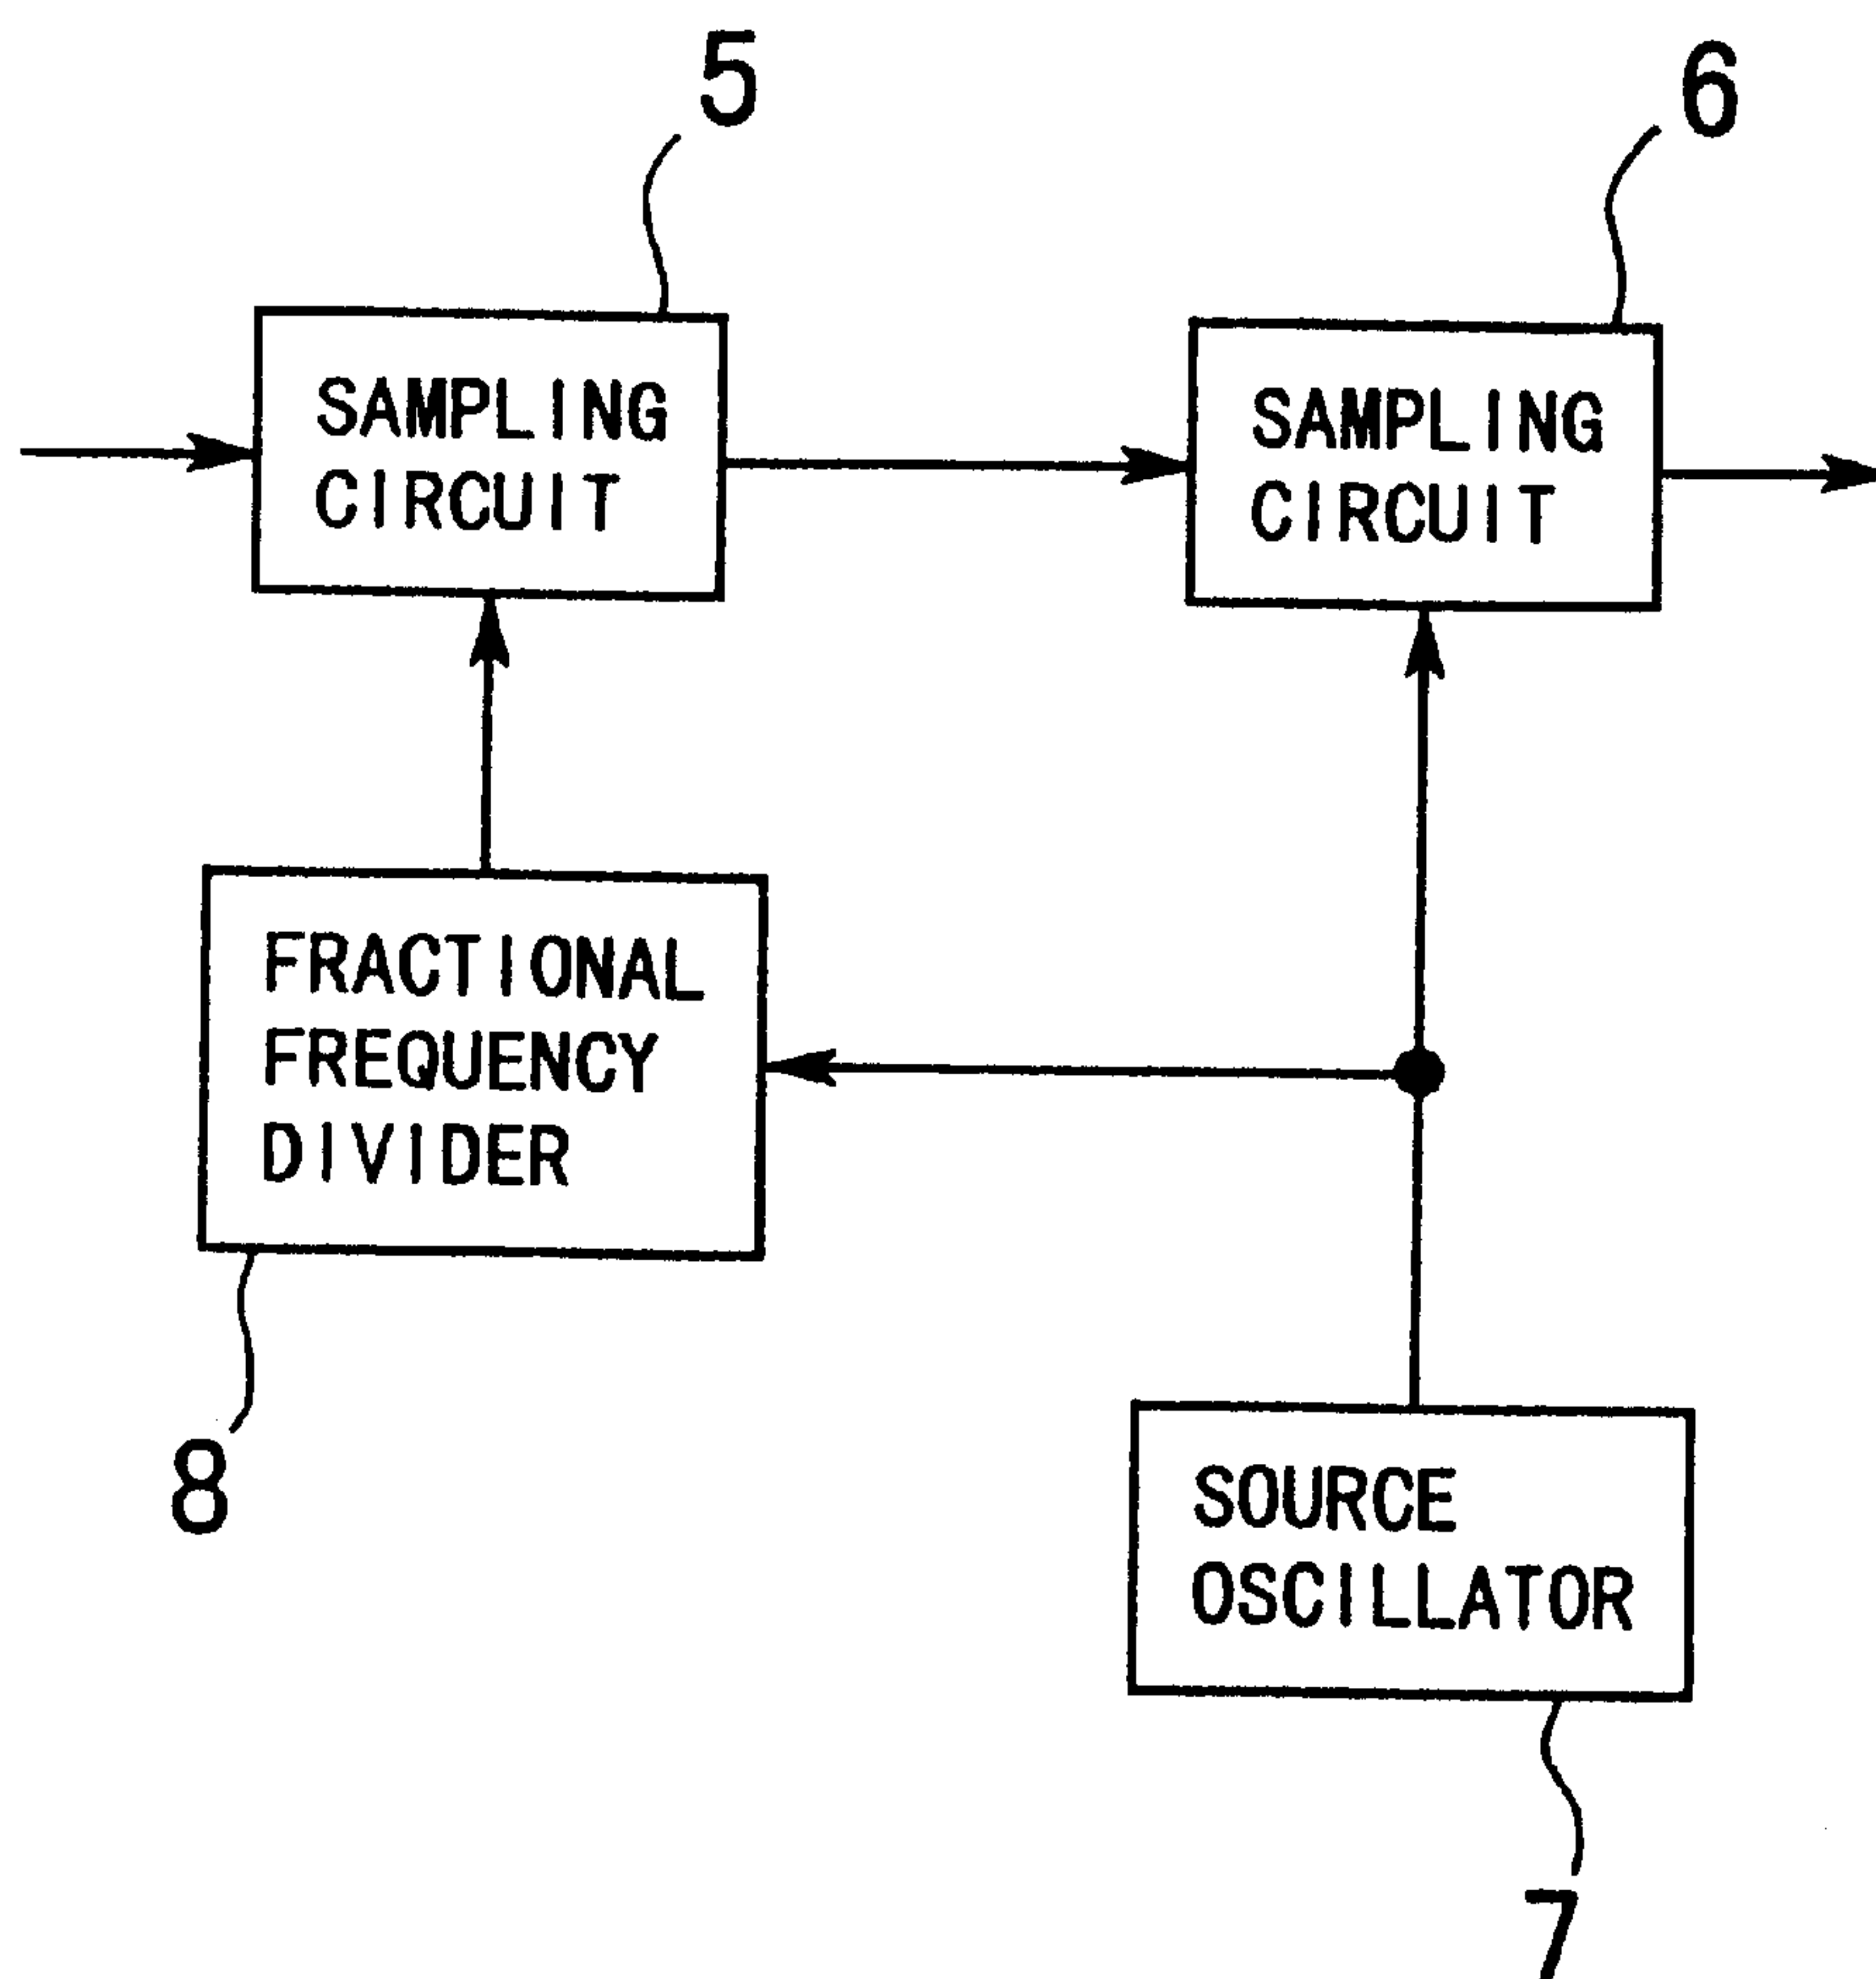 5
6
SAMPLING
CIRCUIT
SAMPLING
CIRCUIT
FRACTIONAL
FREQUENCY
DIVIDER
8
SOURCE
OSCILLATOR
7